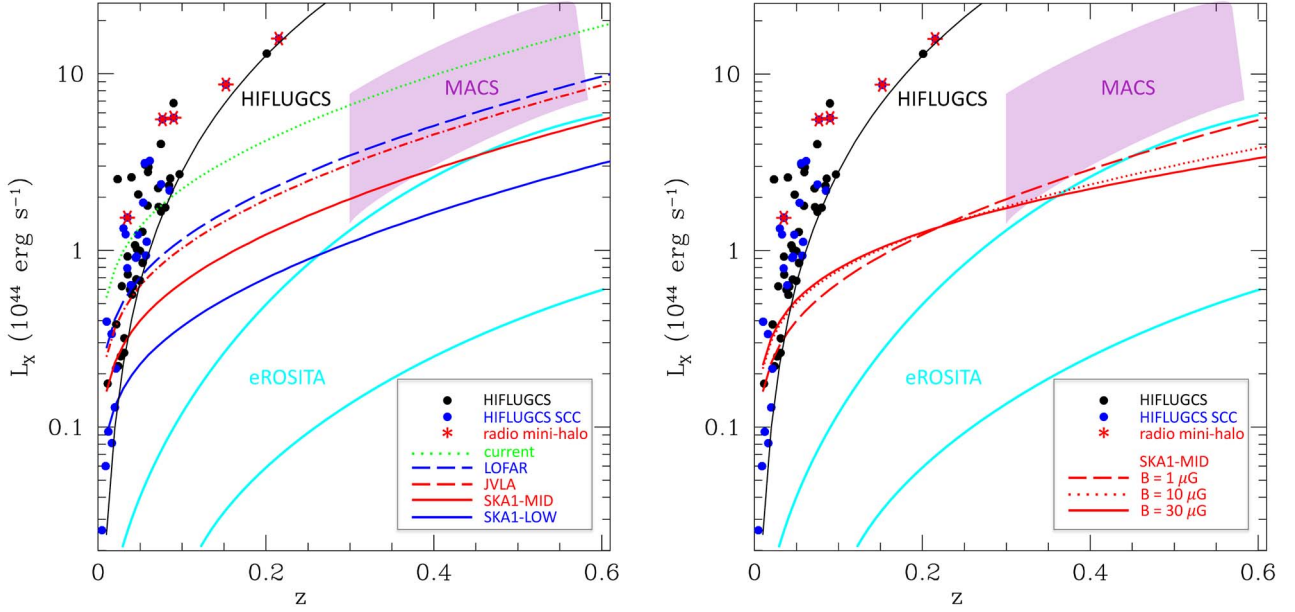 10
1
0.1
L_X (10^44 erg s^−1)
0
0.2
0.4
0.6
z
HIFLUGCS
MACS
eROSITA
HIFLUGCS
HIFLUGCS SCC
radio mini-halo
current
LOFAR
JVLA
SKA1-MID
SKA1-LOW
10
1
0.1
L_X (10^44 erg s^−1)
0
0.2
0.4
0.6
z
HIFLUGCS
MACS
eROSITA
HIFLUGCS
HIFLUGCS SCC
radio mini-halo
SKA1-MID
B = 1 μG
B = 10 μG
B = 30 μG